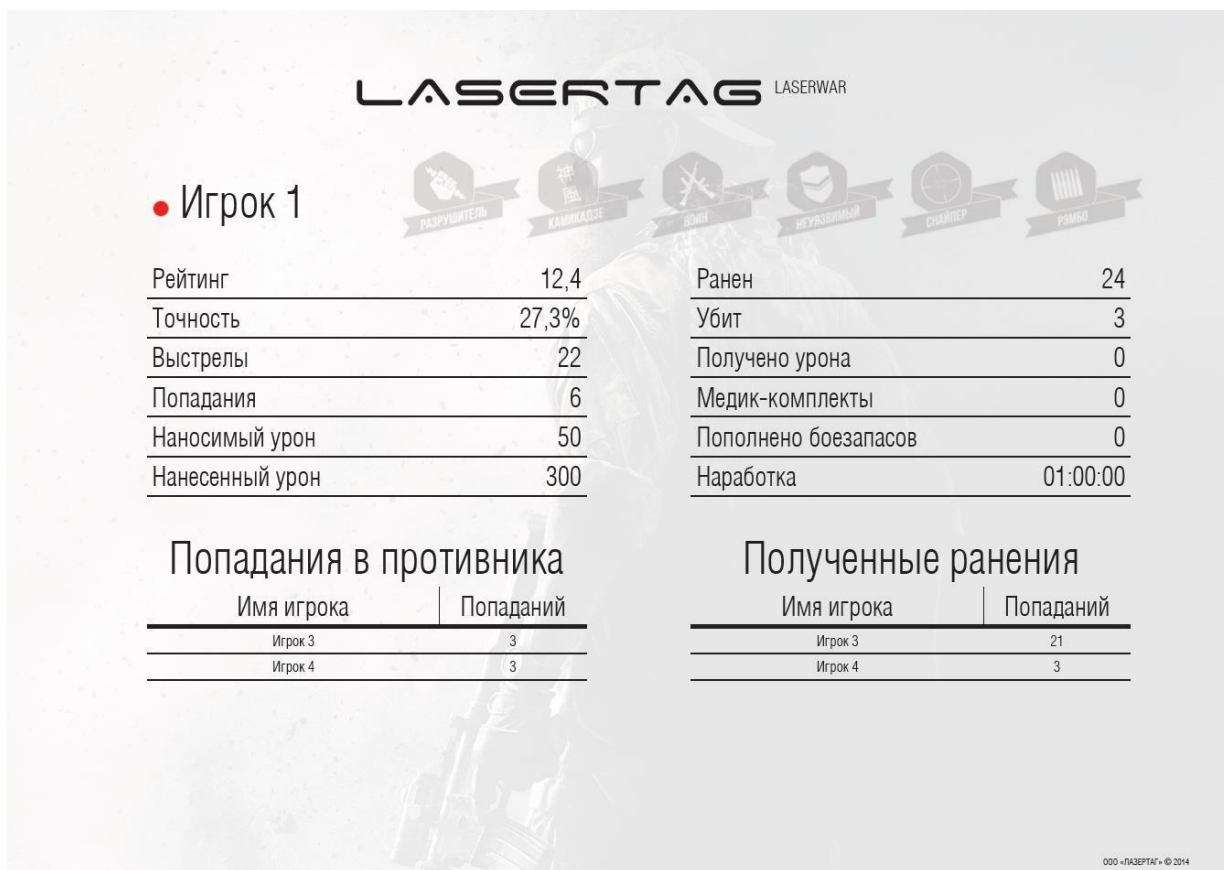 LASERTAG LASERWAR
РАЗРУШИТЕЛЬ КАМИКАДЗЕ ВОИН НЕУЯЗВИМЫЙ СНАЙПЕР РЭМБО
神風
Игрок 1
Рейтинг 12,4
Точность 27,3%
Выстрелы 22
Попадания 6
Наносимый урон 50
Нанесенный урон 300
Ранен 24
Убит 3
Получено урона 0
Медик-комплекты 0
Пополнено боезапасов 0
Наработка 01:00:00
Попадания в противника
Имя игрока Попаданий
Игрок 3 3
Игрок 4 3
Полученные ранения
Имя игрока Попаданий
Игрок 3 21
Игрок 4 3
ООО «ЛАЗЕРТАГ» © 2014